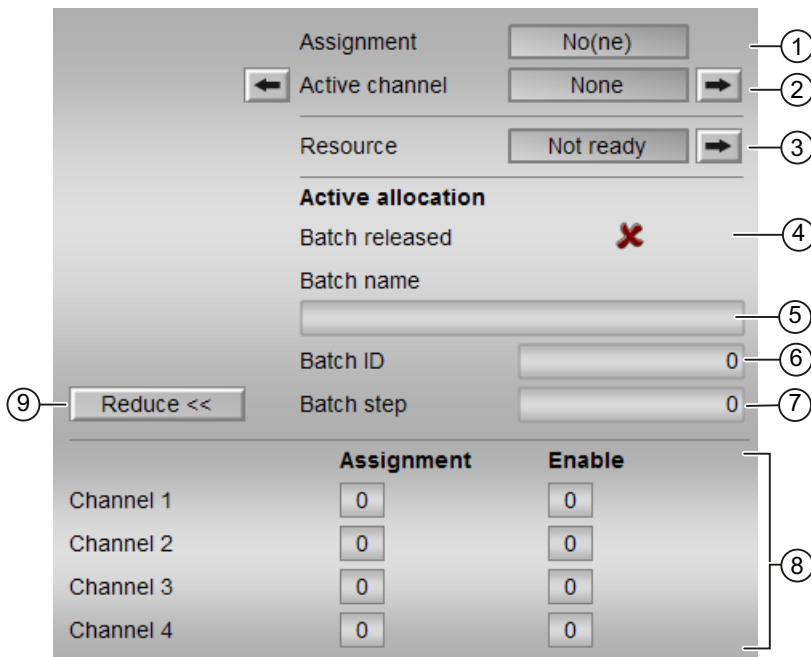 Assignment No(ne) 1
Active channel None 2
Resource Not ready 3
Active allocation
Batch released 4
Batch name
5
Batch ID 0 6
9 Reduce << Batch step 0 7
Assignment Enable
Channel 1 0 0
Channel 2 0 0
8
Channel 3 0 0
Channel 4 0 0